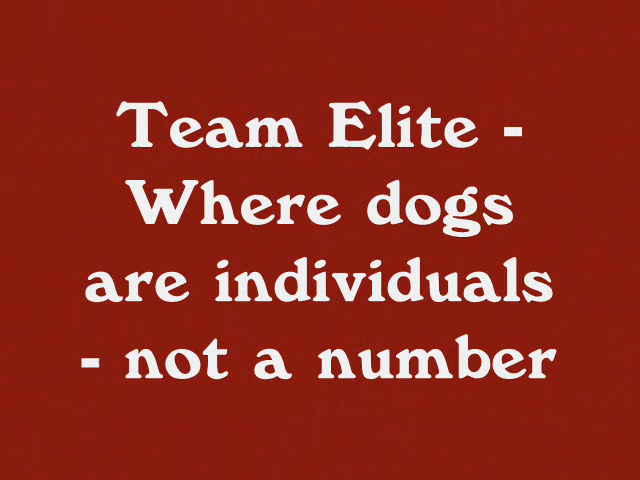 Team Elite -
Where dogs
are individuals
- not a number